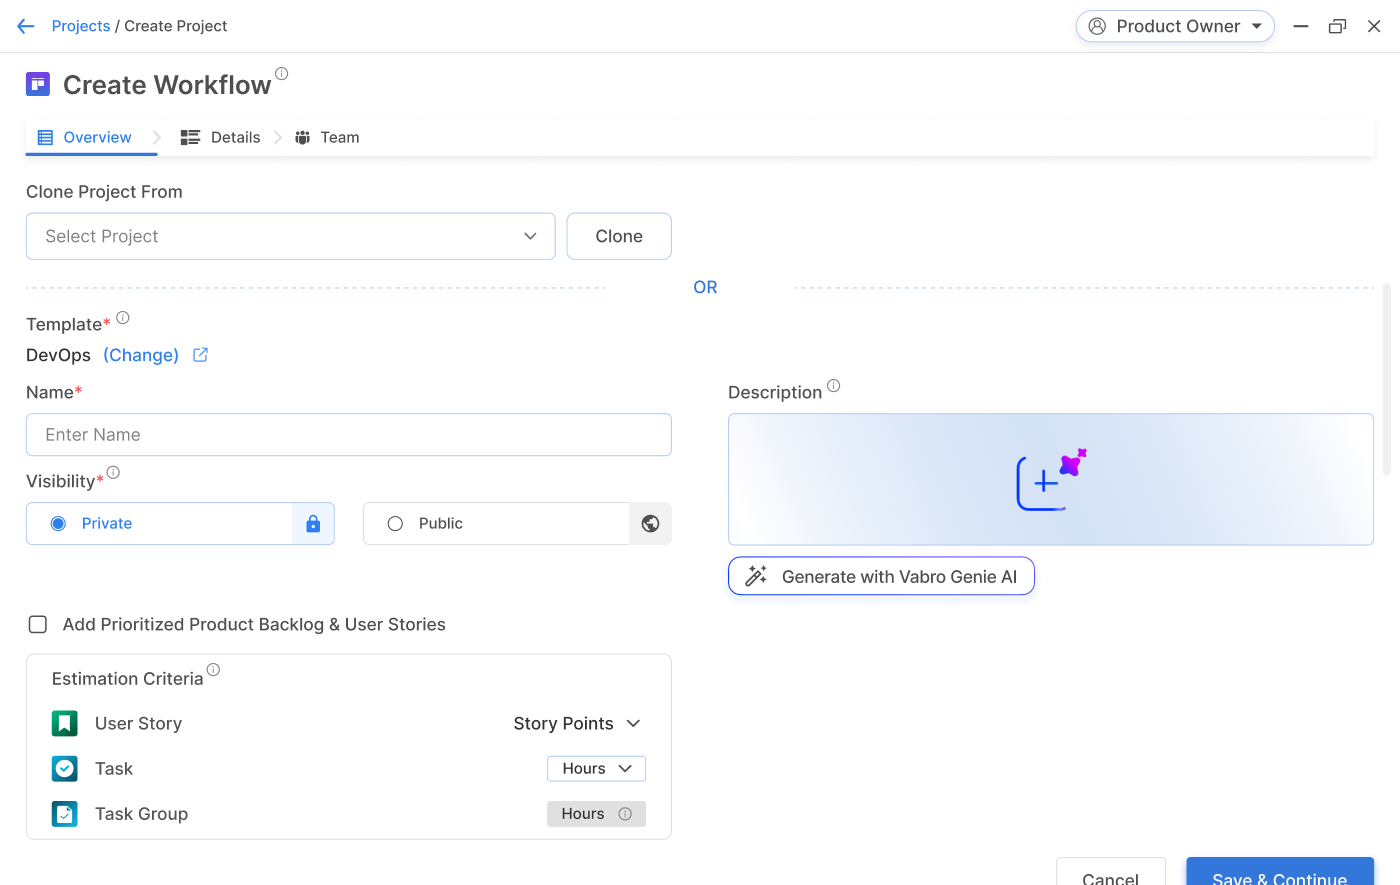 Projects / Create Project
Product Owner
Create Workflow
Overview
Details
Team
Clone Project From
Select Project
Clone
OR
Template*
DevOps (Change)
Name*
Enter Name
Visibility*
Private
Public
Description
Generate with Vabro Genie AI
Add Prioritized Product Backlog & User Stories
Estimation Criteria
User Story
Story Points
Task
Hours
Task Group
Hours
Cancel
Save & Continue